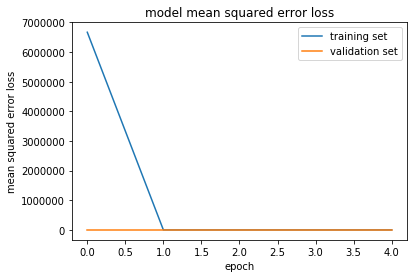 model mean squared error loss
mean squared error loss
7000000
6000000
5000000
4000000
3000000
2000000
1000000
0
training set
validation set
0.0 0.5 1.0 1.5 2.0 2.5 3.0 3.5 4.0
epoch